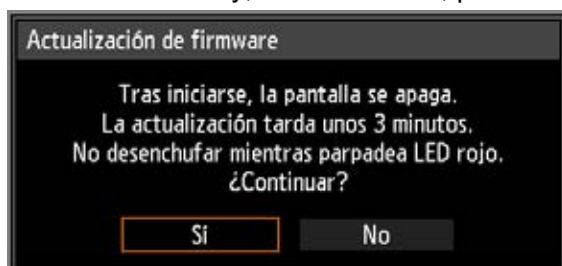 Actualización de firmware
Tras iniciarse, la pantalla se apaga.
La actualización tarda unos 3 minutos.
No desenchufar mientras parpadea LED rojo.
¿Continuar?
Sí
No